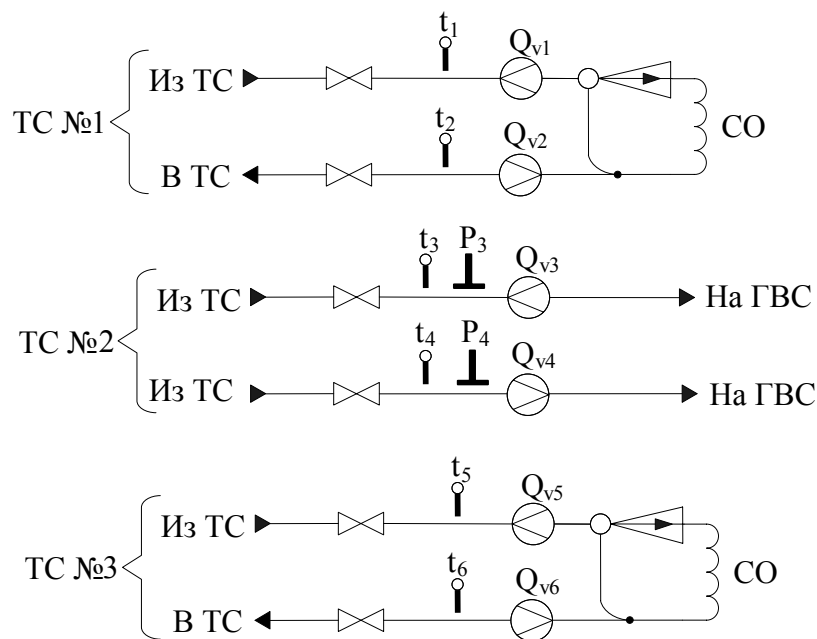 t1
Qv1
Из ТС
ТС №1
t2
Qv2
СО
В ТС
t3
P3
Qv3
Из ТС
На ГВС
ТС №2
t4
P4
Qv4
Из ТС
На ГВС
t5
Qv5
Из ТС
ТС №3
t6
Qv6
СО
В ТС